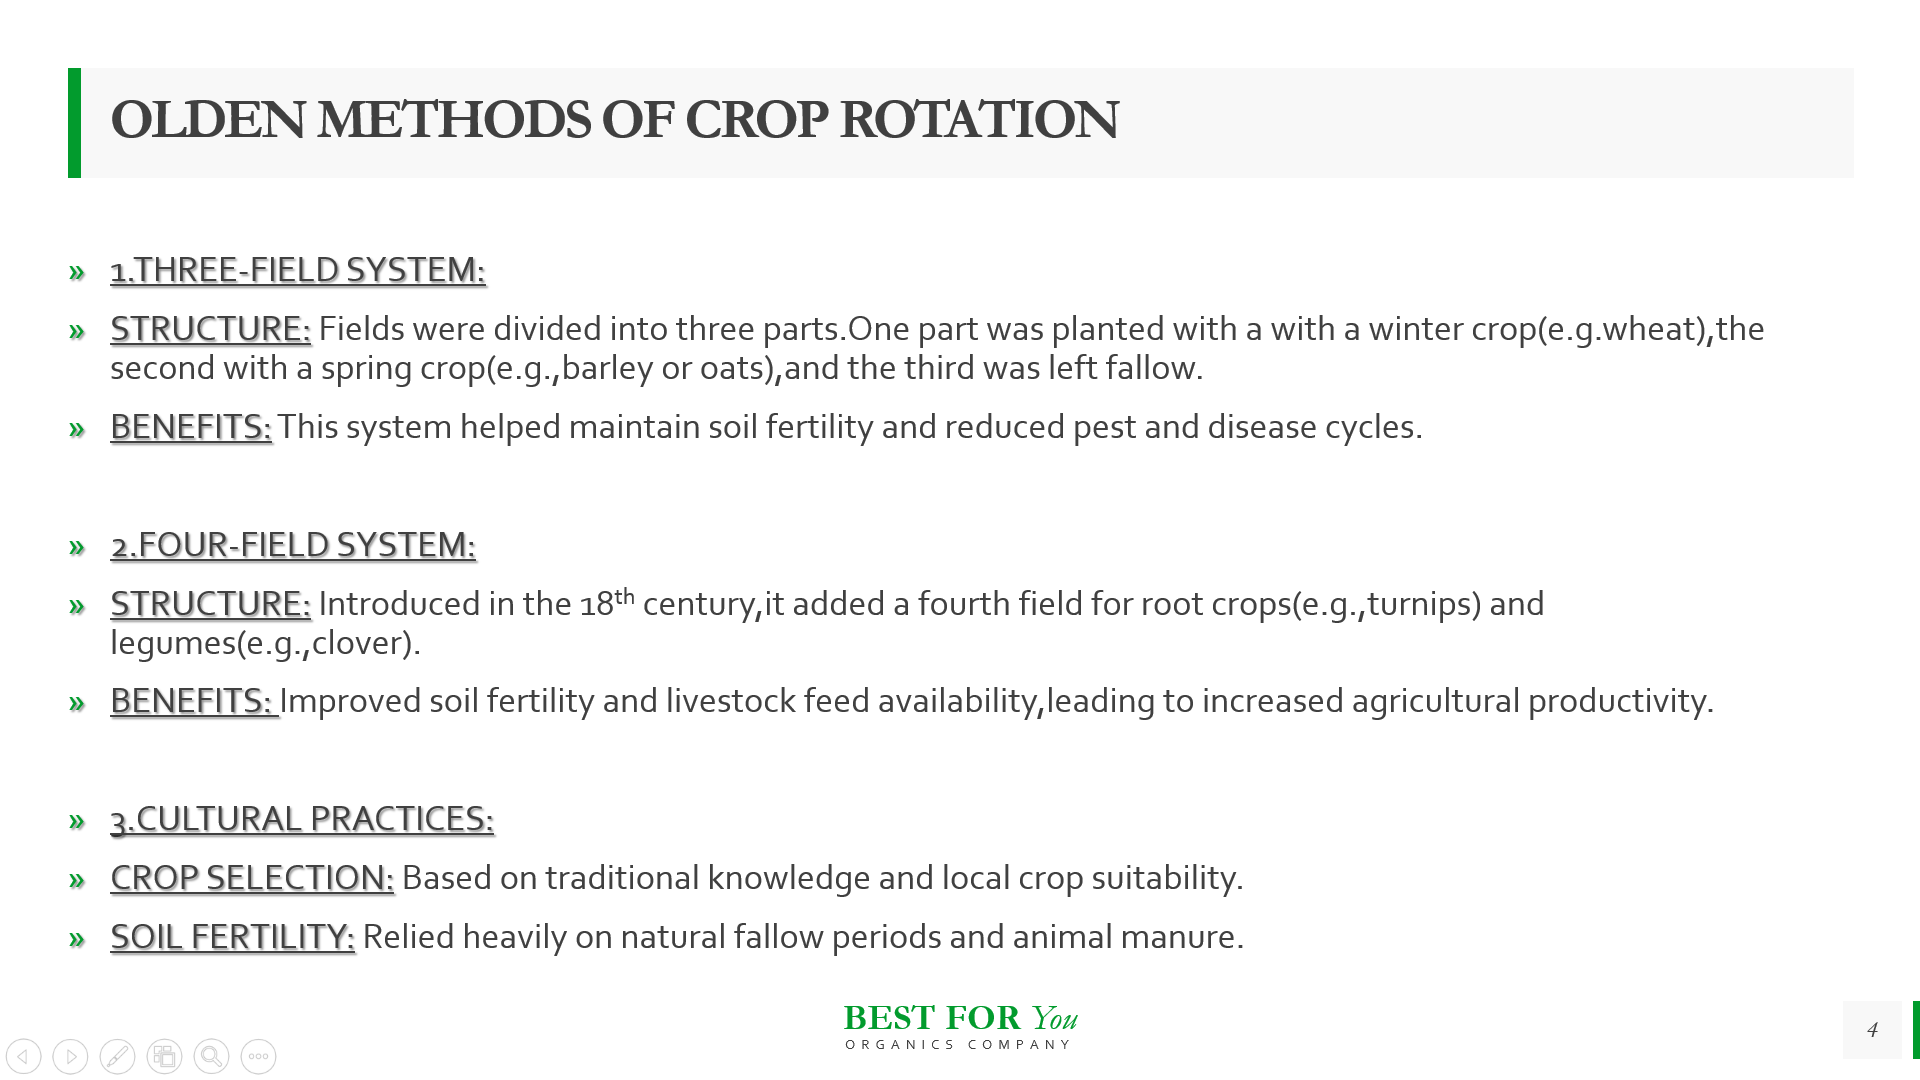 OLDEN METHODS OF CROP ROTATION
» 1.THREE-FIELD SYSTEM:
» STRUCTURE: Fields were divided into three parts.One part was planted with a with a winter crop(e.g.wheat),the
second with a spring crop(e.g.,barley or oats),and the third was left fallow.
» BENEFITS: This system helped maintain soil fertility and reduced pest and disease cycles.
» 2.FOUR-FIELD SYSTEM:
» STRUCTURE: Introduced in the 18th century,it added a fourth field for root crops(e.g.,turnips) and
legumes(e.g.,clover).
» BENEFITS: Improved soil fertility and livestock feed availability,leading to increased agricultural productivity.
» 3.CULTURAL PRACTICES:
» CROP SELECTION: Based on traditional knowledge and local crop suitability.
» SOIL FERTILITY: Relied heavily on natural fallow periods and animal manure.
BEST FOR You
ORGANICS COMPANY
4